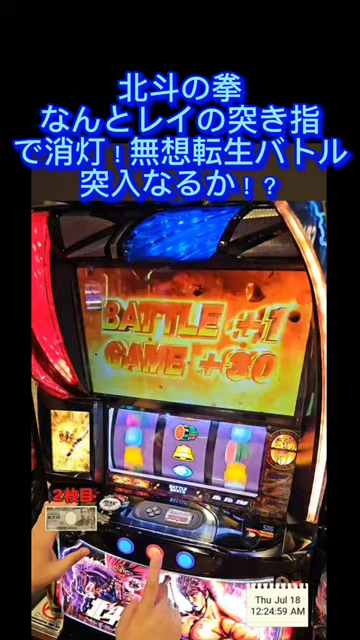 北斗の拳
なんとレイの突き指
で消灯！無想転生バトル
突入なるか！？
BATTLE +1
GAME +30
2枚目
Thu Jul 18
12:24:59 AM